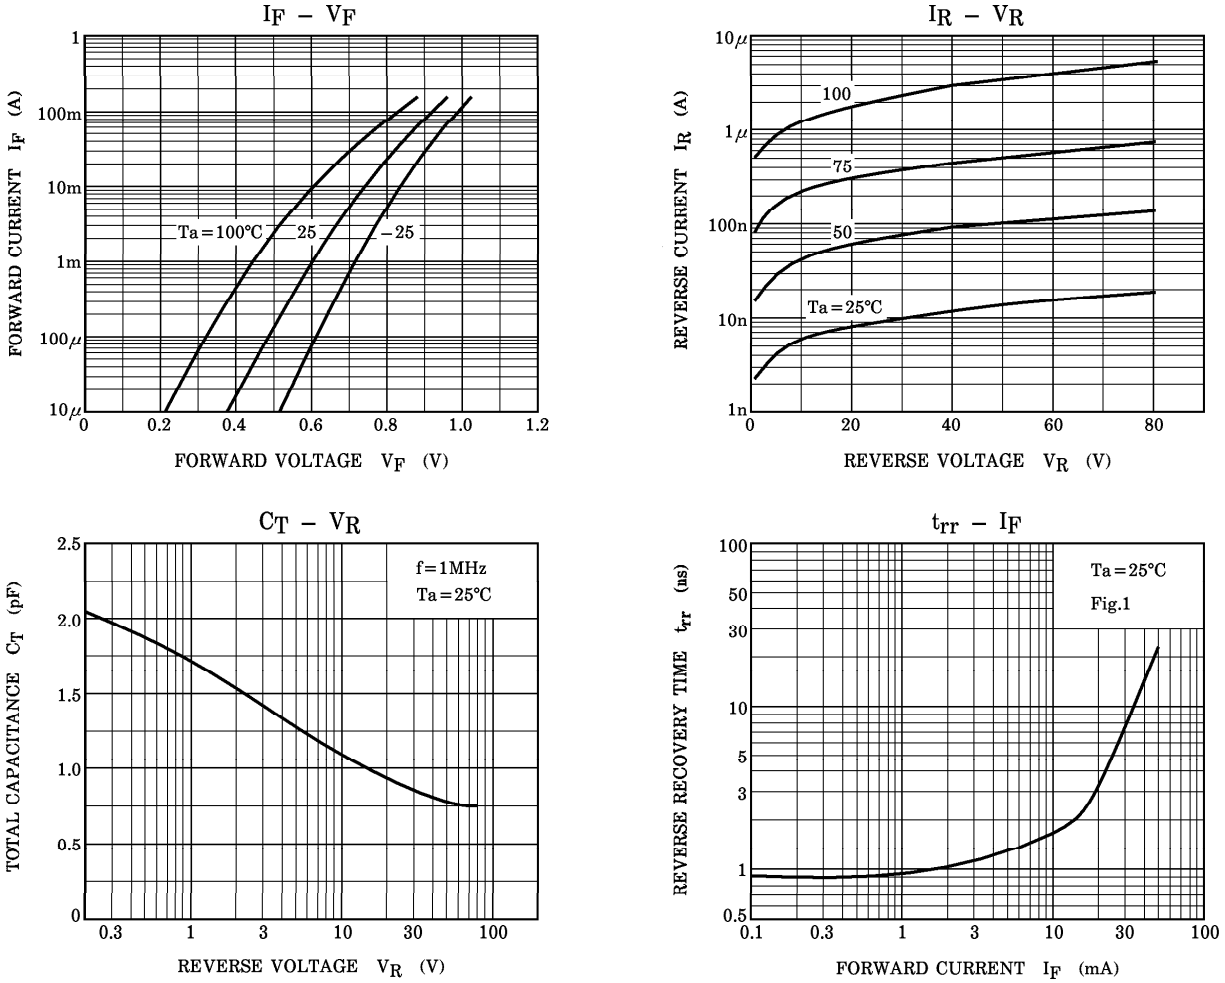 IF – VF
1
100m
10m
1m
100μ
10μ
FORWARD CURRENT IF (A)
Ta=100°C
25
−25
0
0.2
0.4
0.6
0.8
1.0
1.2
FORWARD VOLTAGE VF (V)
IR – VR
10μ
1μ
100n
10n
1n
REVERSE CURRENT IR (A)
100
75
50
Ta=25°C
0
20
40
60
80
REVERSE VOLTAGE VR (V)
CT – VR
2.5
2.0
1.5
1.0
0.5
0
TOTAL CAPACITANCE CT (pF)
f=1MHz
Ta=25°C
0.3
1
3
10
30
100
REVERSE VOLTAGE VR (V)
trr – IF
100
50
30
10
5
3
1
0.5
REVERSE RECOVERY TIME trr (ns)
Ta=25°C
Fig.1
0.1
0.3
1
3
10
30
100
FORWARD CURRENT IF (mA)